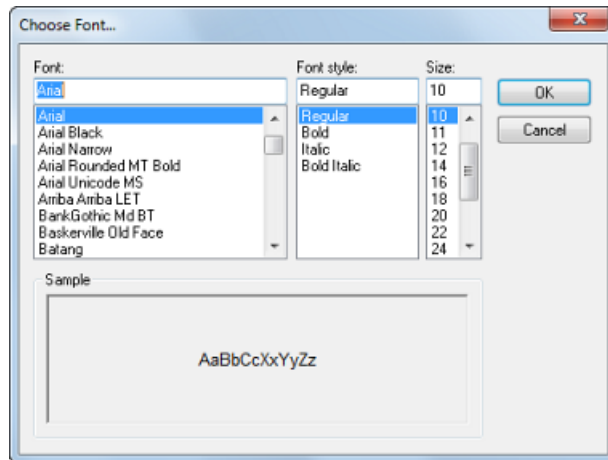 Choose Font...
Font:
Arial
Arial
Arial Black
Arial Narrow
Arial Rounded MT Bold
Arial Unicode MS
Arriba Arriba LET
BankGothic Md BT
Baskerville Old Face
Batang
Font style:
Regular
Regular
Bold
Italic
Bold Italic
Size:
10
10
11
12
14
16
18
20
22
24
OK
Cancel
Sample
AaBbCcXxYyZz